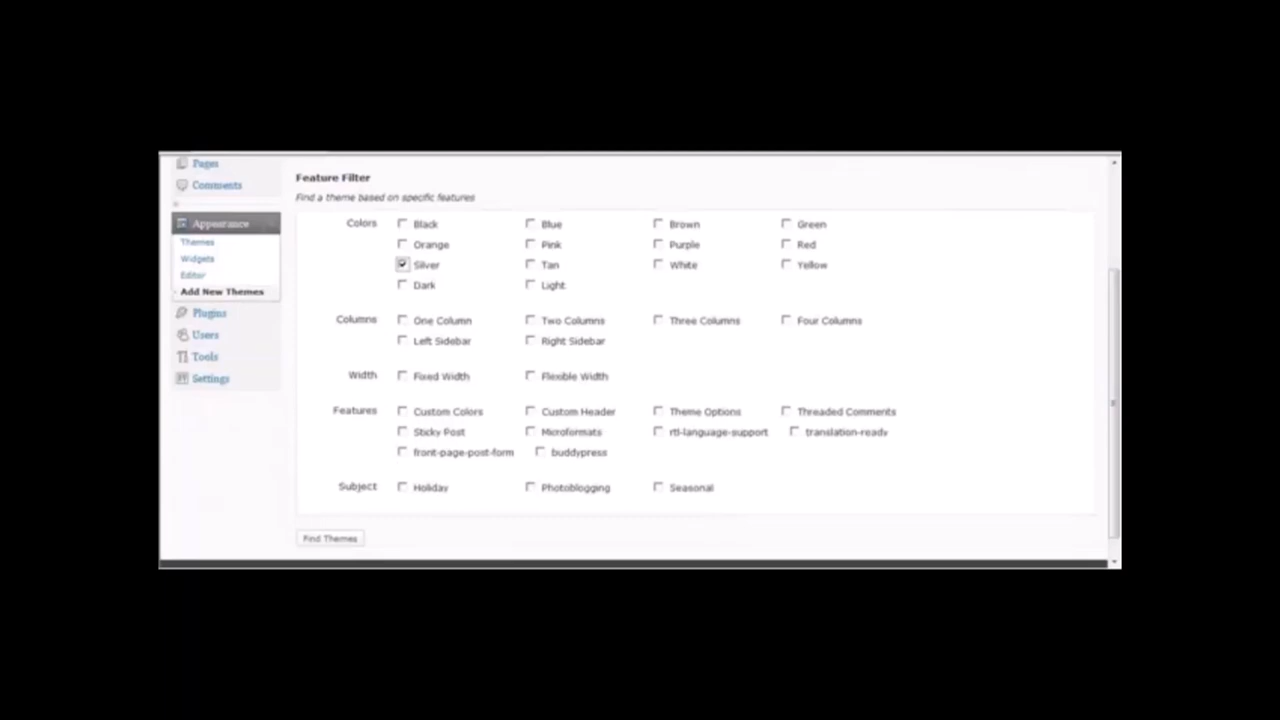 Pages
Comments
Appearance
Themes
Widgets
Editor
Add New Themes
Plugins
Users
Tools
Settings
Feature Filter
Find a theme based on specific features
Colors Black Blue Brown Green
Orange Pink Purple Red
Silver Tan White Yellow
Dark Light
Columns One Column Two Columns Three Columns Four Columns
Left Sidebar Right Sidebar
Width Fixed Width Flexible Width
Features Custom Colors Custom Header Theme Options Threaded Comments
Sticky Post Microformats rtl-language-support translation-ready
front-page-post-form buddypress
Subject Holiday Photoblogging Seasonal
Find Themes